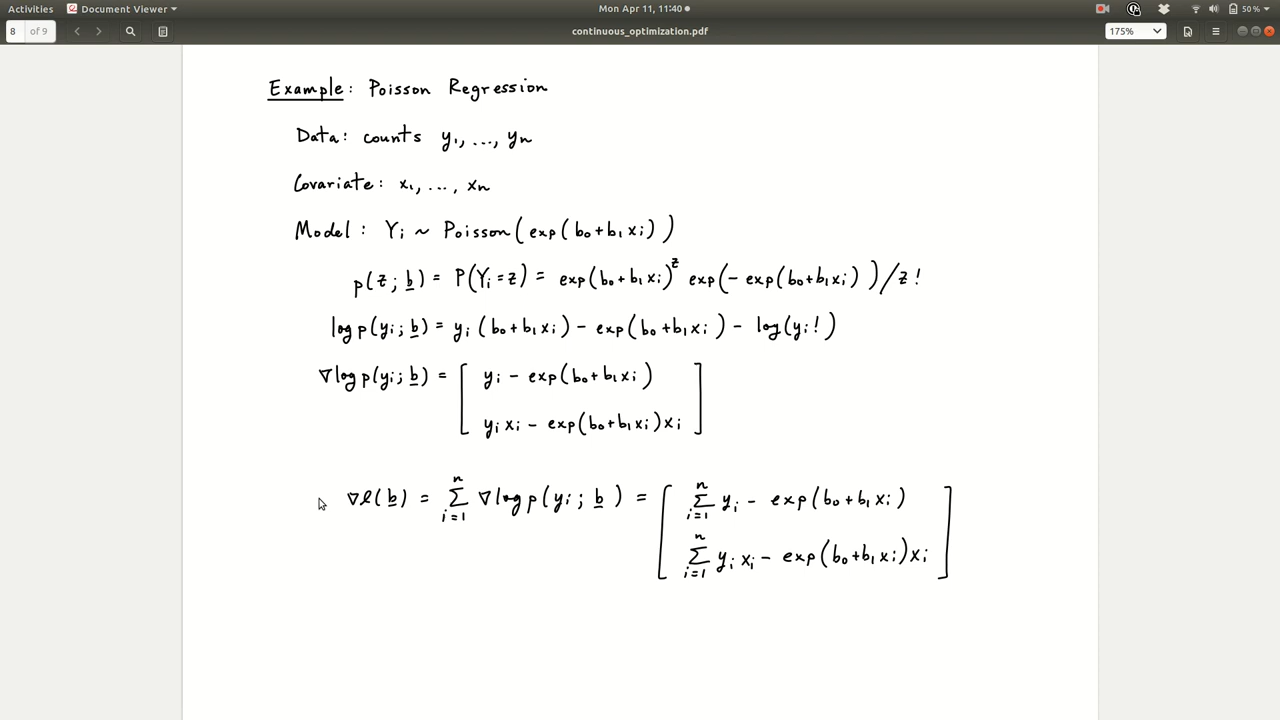 Activities Document Viewer Mon Apr 11, 11:40 50%
8 of 9 continuous_optimization.pdf 175%
Example: Poisson Regression
Data: counts y₁, ..., yₙ
Covariate: x₁, ..., xₙ
Model: Yᵢ ~ Poisson(exp(b₀+b₁xᵢ))
p(z; b) = P(Yᵢ=z) = exp(b₀+b₁xᵢ)^z exp(−exp(b₀+b₁xᵢ))/z!
log p(yᵢ; b) = yᵢ(b₀+b₁xᵢ) − exp(b₀+b₁xᵢ) − log(yᵢ!)
∇log p(yᵢ; b) = [ yᵢ − exp(b₀+b₁xᵢ)
yᵢxᵢ − exp(b₀+b₁xᵢ)xᵢ ]
∇ℓ(b) = Σᵢ₌₁ⁿ ∇log p(yᵢ; b) = [ Σᵢ₌₁ⁿ yᵢ − exp(b₀+b₁xᵢ)
Σᵢ₌₁ⁿ yᵢxᵢ − exp(b₀+b₁xᵢ)xᵢ ]